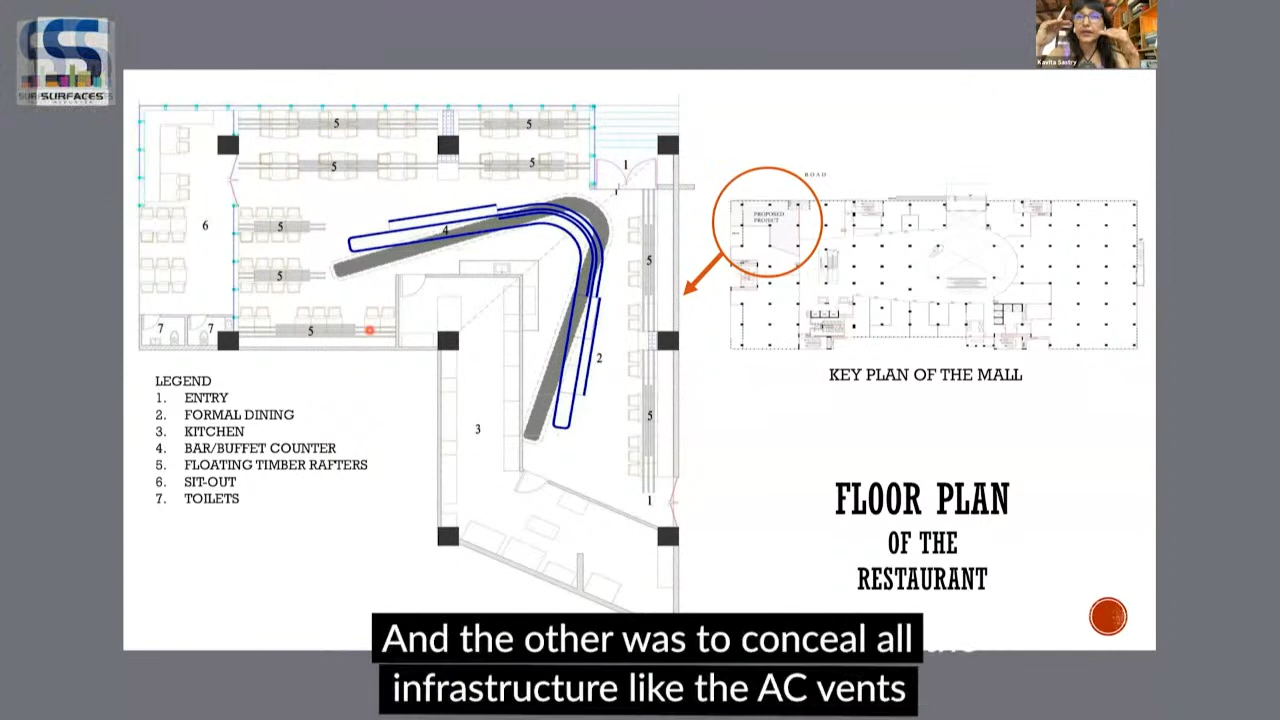 SURFACES
REPORTER
Kavita Sastry
5
5
5
5
1
1
6
5
4
5
5
5
7
7
5
2
3
5
1
ROAD
PROPOSED
PROJECT
KEY PLAN OF THE MALL
LEGEND
1. ENTRY
2. FORMAL DINING
3. KITCHEN
4. BAR/BUFFET COUNTER
5. FLOATING TIMBER RAFTERS
6. SIT-OUT
7. TOILETS
FLOOR PLAN
OF THE
RESTAURANT
And the other was to conceal all
infrastructure like the AC vents